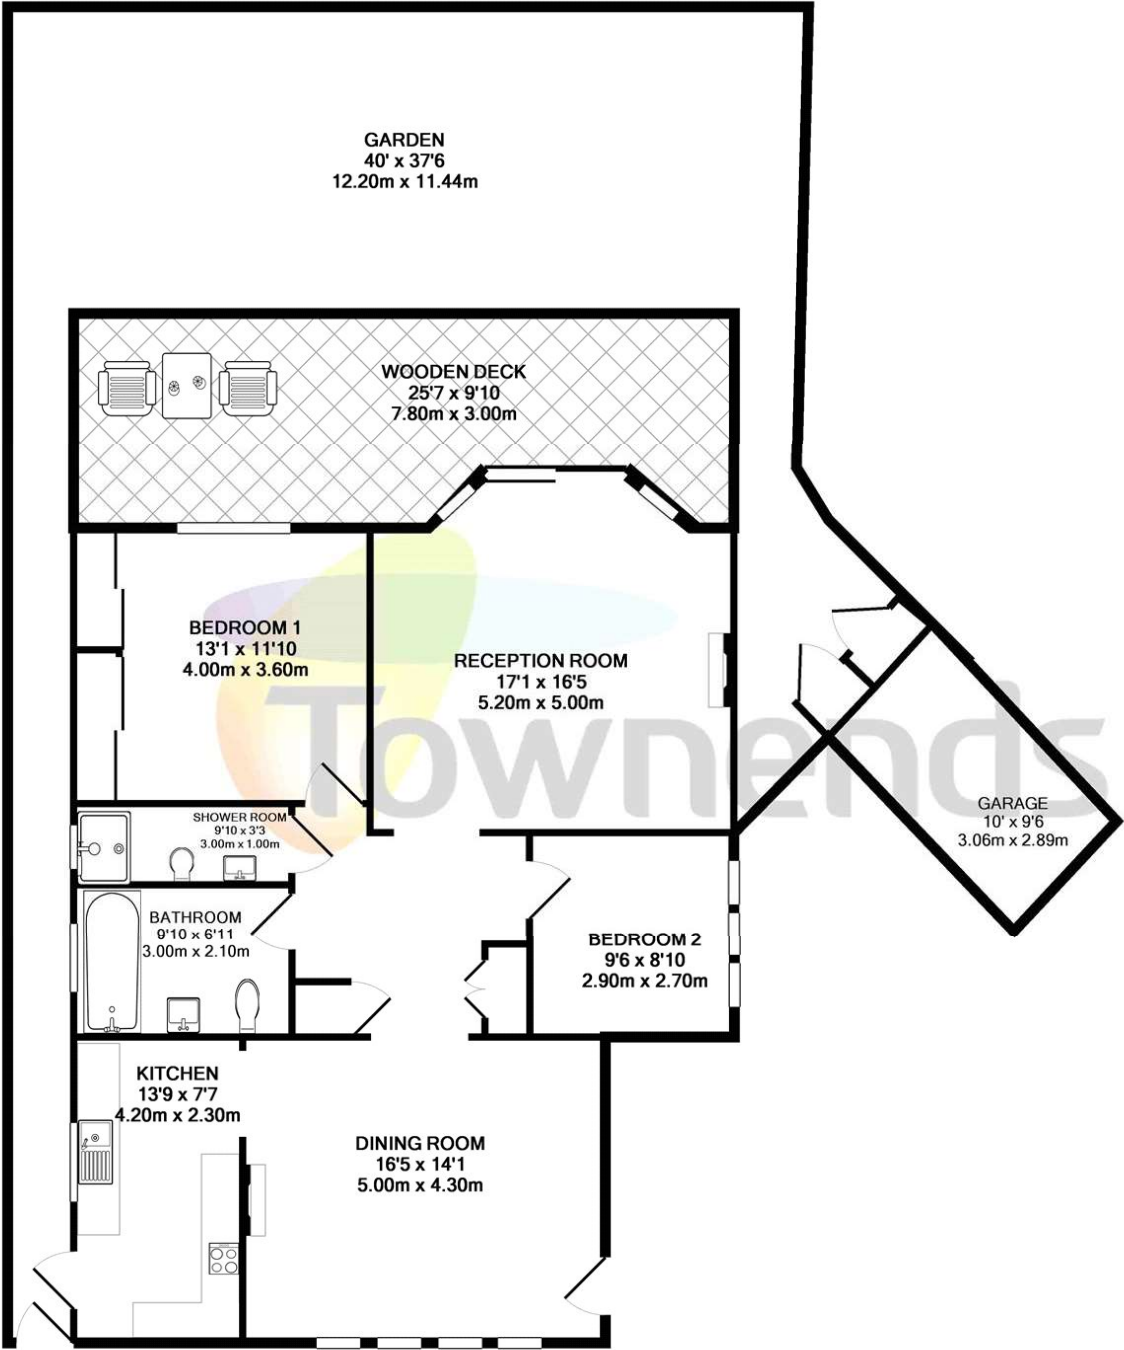 GARDEN
40' x 37'6
12.20m x 11.44m
WOODEN DECK
25'7 x 9'10
7.80m x 3.00m
BEDROOM 1
13'1 x 11'10
4.00m x 3.60m
RECEPTION ROOM
17'1 x 16'5
5.20m x 5.00m
Townends
GARAGE
10' x 9'6
3.06m x 2.89m
SHOWER ROOM
9'10 x 3'3
3.00m x 1.00m
BATHROOM
9'10 x 6'11
3.00m x 2.10m
BEDROOM 2
9'6 x 8'10
2.90m x 2.70m
KITCHEN
13'9 x 7'7
4.20m x 2.30m
DINING ROOM
16'5 x 14'1
5.00m x 4.30m